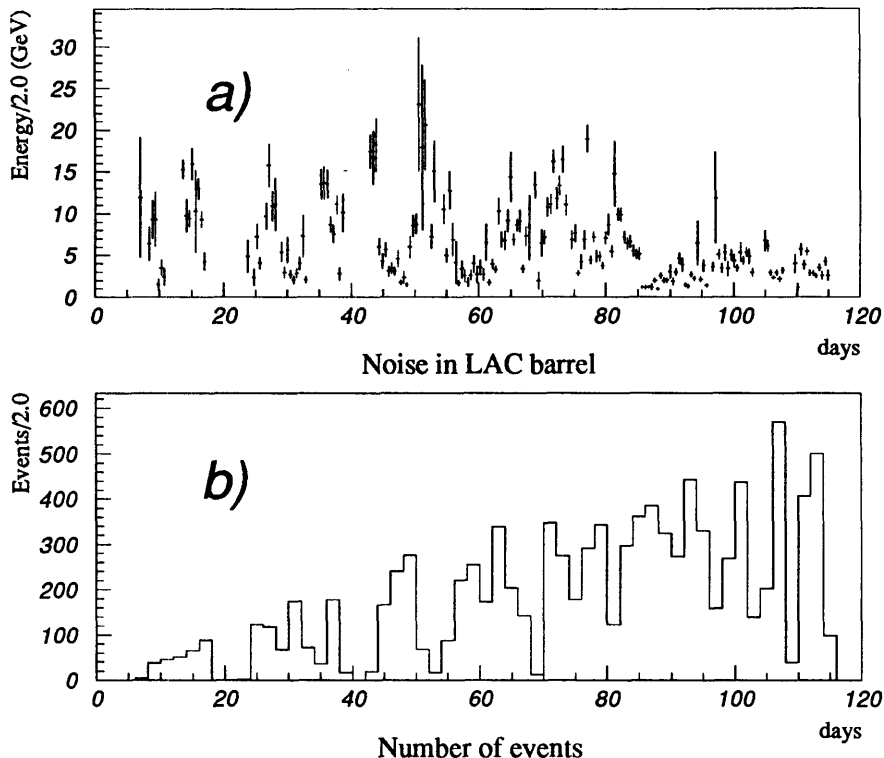 Energy/2.0 (GeV)
30
25
20
15
10
5
0
a)
0 20 40 60 80 100 120
days
Noise in LAC barrel
Events/2.0
600
500
400
300
200
100
0
b)
0 20 40 60 80 100 120
days
Number of events